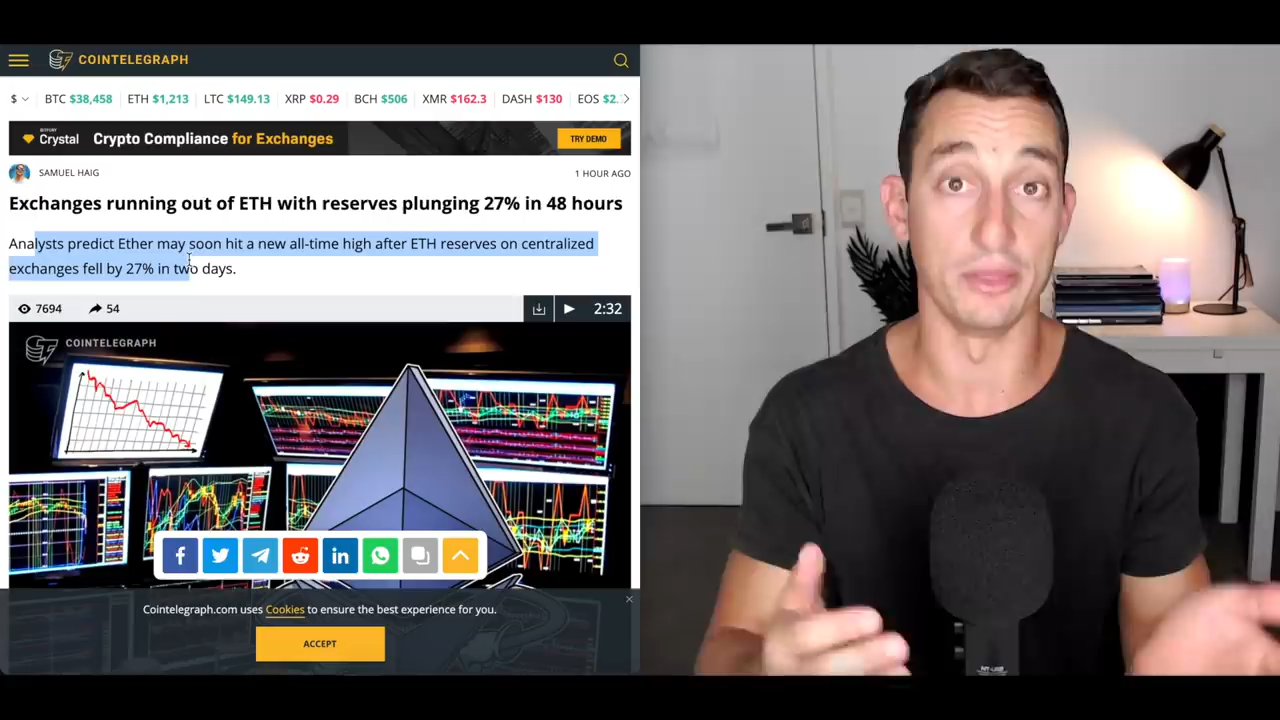 COINTELEGRAPH
$ BTC $38,458 ETH $1,213 LTC $149.13 XRP $0.29 BCH $506 XMR $162.3 DASH $130 EOS $2.
Crystal Crypto Compliance for Exchanges TRY DEMO
SAMUEL HAIG 1 HOUR AGO
Exchanges running out of ETH with reserves plunging 27% in 48 hours
Analysts predict Ether may soon hit a new all-time high after ETH reserves on centralized
exchanges fell by 27% in two days.
7694 54 2:32
COINTELEGRAPH
Cointelegraph.com uses Cookies to ensure the best experience for you.
ACCEPT